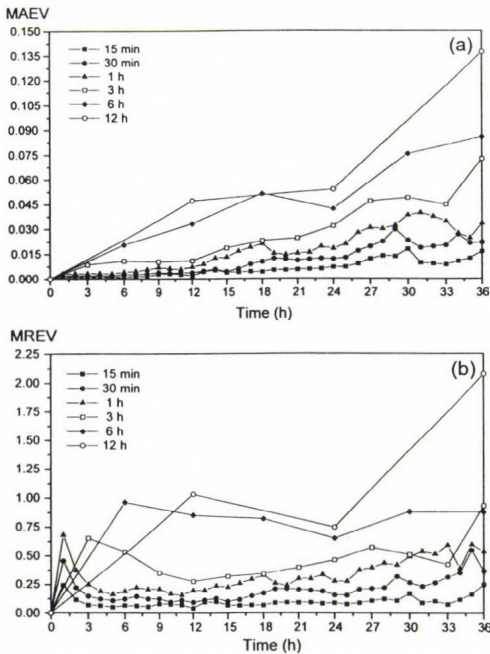 MAEV
(a)
0.150
0.135
0.120
0.105
0.090
0.075
0.060
0.045
0.030
0.015
0.000
15 min
30 min
1 h
3 h
6 h
12 h
0 3 6 9 12 15 18 21 24 27 30 33 36
Time (h)
MREV
(b)
2.25
2.00
1.75
1.50
1.25
1.00
0.75
0.50
0.25
0.00
15 min
30 min
1 h
3 h
6 h
12 h
0 3 6 9 12 15 18 21 24 27 30 33 36
Time (h)